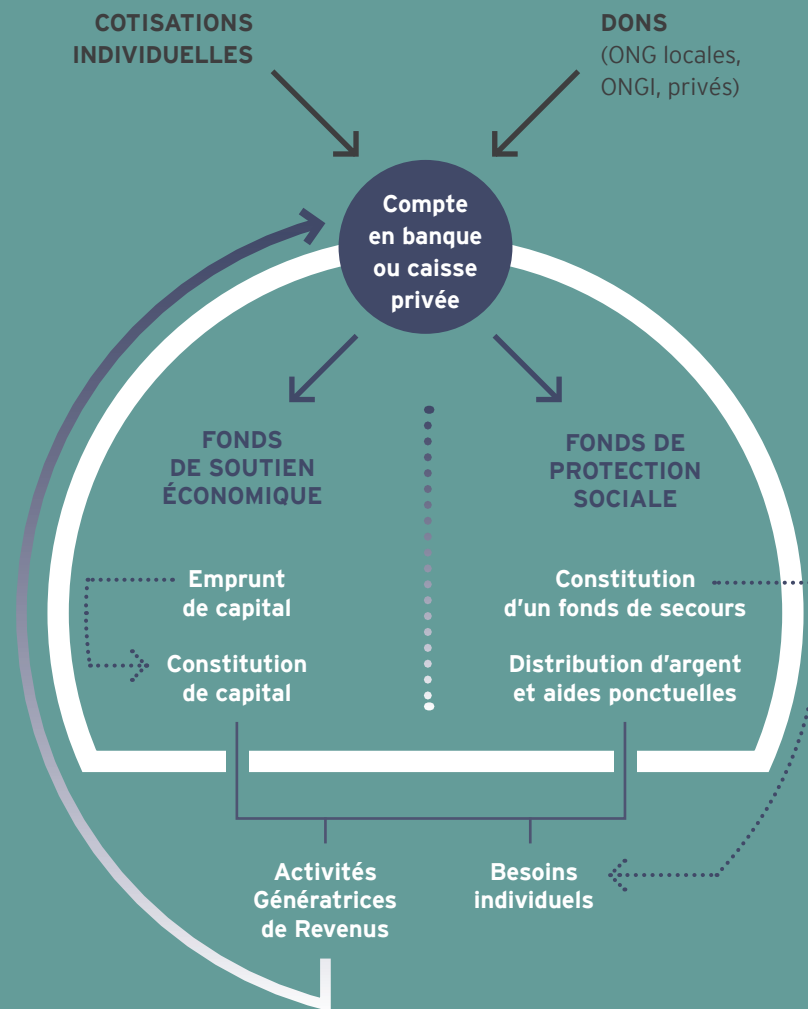 COTISATIONS
INDIVIDUELLES
DONS
(ONG locales,
ONGI, privés)
Compte
en banque
ou caisse
privée
FONDS
DE SOUTIEN
ÉCONOMIQUE
FONDS DE
PROTECTION
SOCIALE
Emprunt
de capital
Constitution
d'un fonds de secours
Constitution
de capital
Distribution d'argent
et aides ponctuelles
Activités
Génératrices
de Revenus
Besoins
individuels